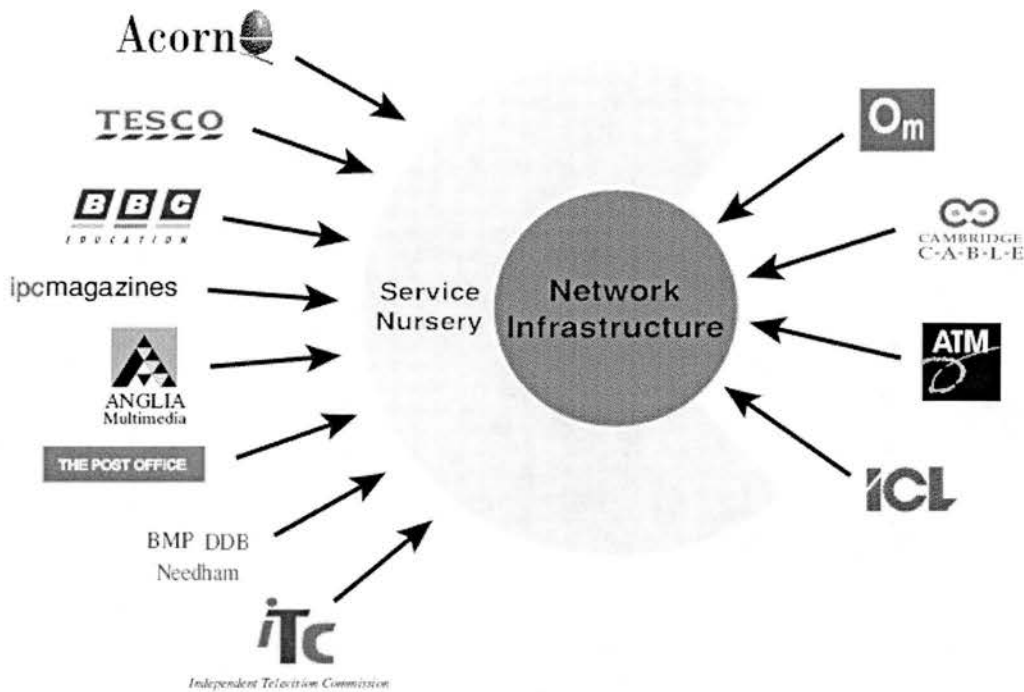 Acorn
TESCO
BBC
EDUCATION
ipcmagazines
ANGLIA
Multimedia
THE POST OFFICE
BMP DDB
Needham
iTc
Independent Television Commission
Service
Nursery
Network
Infrastructure
Om
CAMBRIDGE
C-A-B-L-E
ATM
ICL